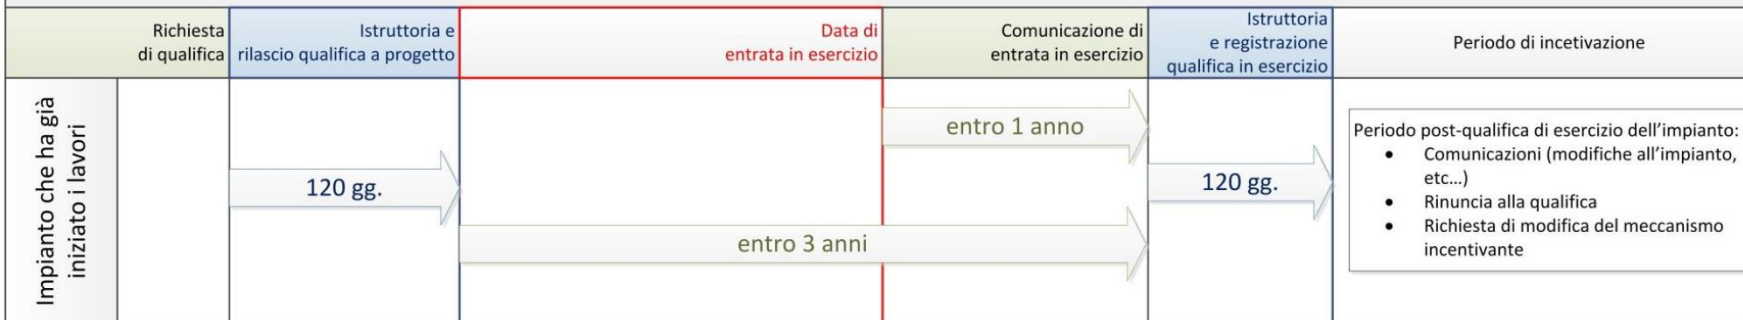 Richiesta
di qualifica
Istruttoria e
rilascio qualifica a progetto
Data di
entrata in esercizio
Comunicazione di
entrata in esercizio
Istruttoria
e registrazione
qualifica in esercizio
Periodo di incetivazione
Impianto che ha già
iniziato i lavori
120 gg.
entro 1 anno
entro 3 anni
120 gg.
Periodo post-qualifica di esercizio dell'impianto:
• Comunicazioni (modifiche all'impianto,
etc...)
• Rinuncia alla qualifica
• Richiesta di modifica del meccanismo
incentivante